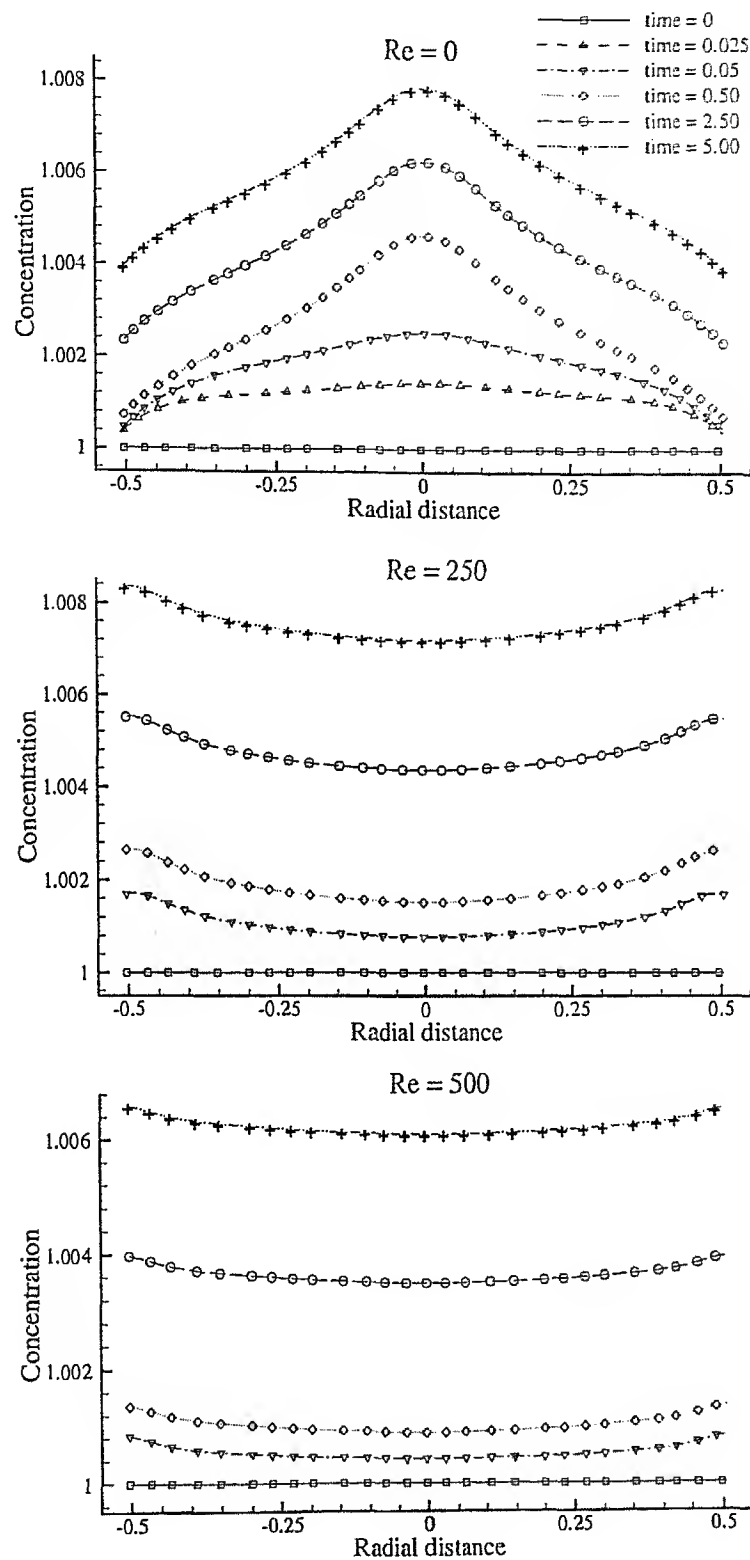 time = 0
time = 0.025
time = 0.05
time = 0.50
time = 2.50
time = 5.00
Re = 0
1.008
1.006
1.004
1.002
1
Concentration
-0.5
-0.25
0
0.25
0.5
Radial distance
Re = 250
1.008
1.006
1.004
1.002
1
Concentration
-0.5
-0.25
0
0.25
0.5
Radial distance
Re = 500
1.006
1.004
1.002
1
Concentration
-0.5
-0.25
0
0.25
0.5
Radial distance